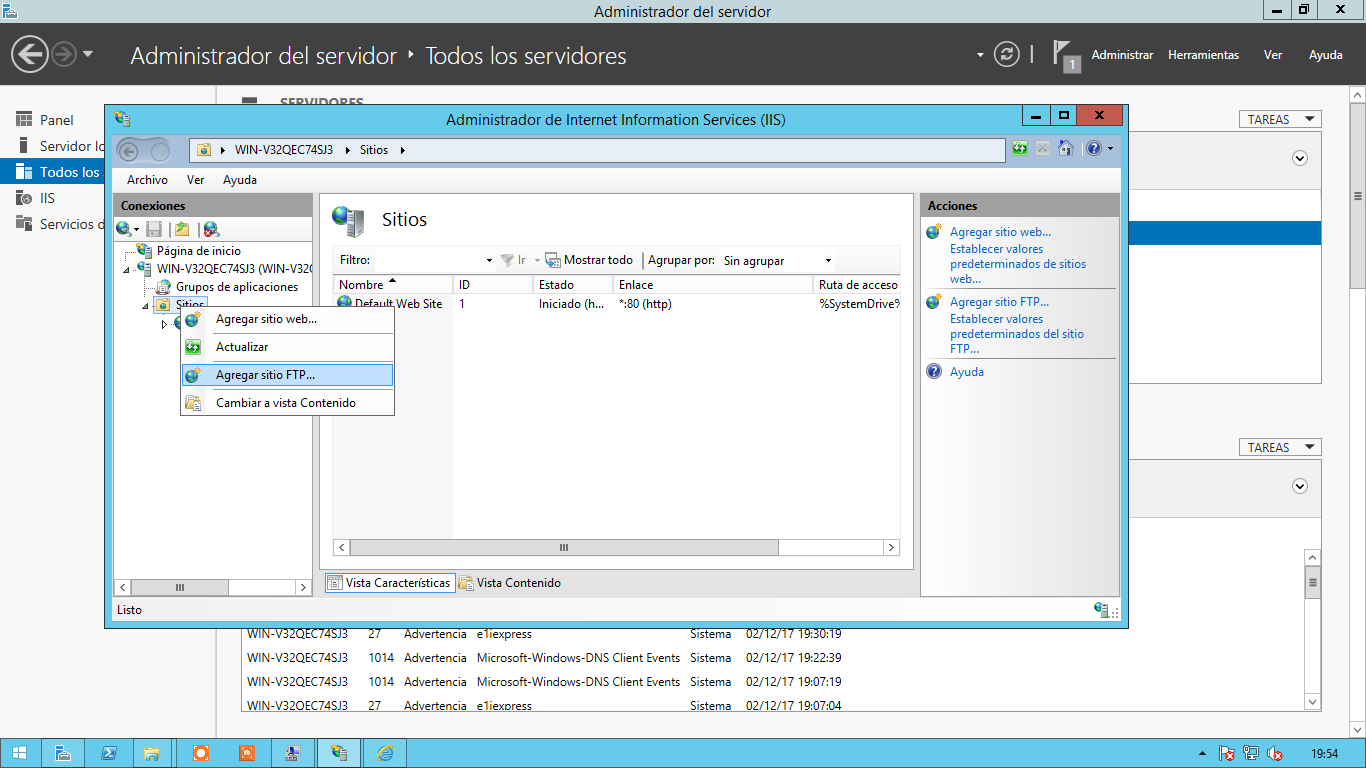 Administrador del servidor
Administrador del servidor
Todos los servidores
1
Administrar
Herramientas
Ver
Ayuda
Panel
Servidor lo
Todos los
IIS
Servicios d
SERVIDORES
TAREAS
TAREAS
Administrador de Internet Information Services (IIS)
WIN-V32QEC74SJ3
Sitios
Archivo
Ver
Ayuda
Conexiones
Página de inicio
WIN-V32QEC74SJ3 (WIN-V32C
Grupos de aplicaciones
Sitios
Agregar sitio web...
Actualizar
Agregar sitio FTP...
Cambiar a vista Contenido
Sitios
Filtro:
Ir
Mostrar todo
Agrupar por:
Sin agrupar
Nombre ID Estado Enlace Ruta de acceso
Default Web Site 1 Iniciado (h... *:80 (http) %SystemDrive%
Vista Características
Vista Contenido
Acciones
Agregar sitio web...
Establecer valores
predeterminados de sitios
web...
Agregar sitio FTP...
Establecer valores
predeterminados del sitio
FTP...
Ayuda
Listo
WIN-V32QEC74SJ3 27 Advertencia e1iexpress Sistema 02/12/17 19:30:19
WIN-V32QEC74SJ3 1014 Advertencia Microsoft-Windows-DNS Client Events Sistema 02/12/17 19:22:39
WIN-V32QEC74SJ3 1014 Advertencia Microsoft-Windows-DNS Client Events Sistema 02/12/17 19:07:19
WIN-V32QEC74SJ3 27 Advertencia e1iexpress Sistema 02/12/17 19:07:04
19:54